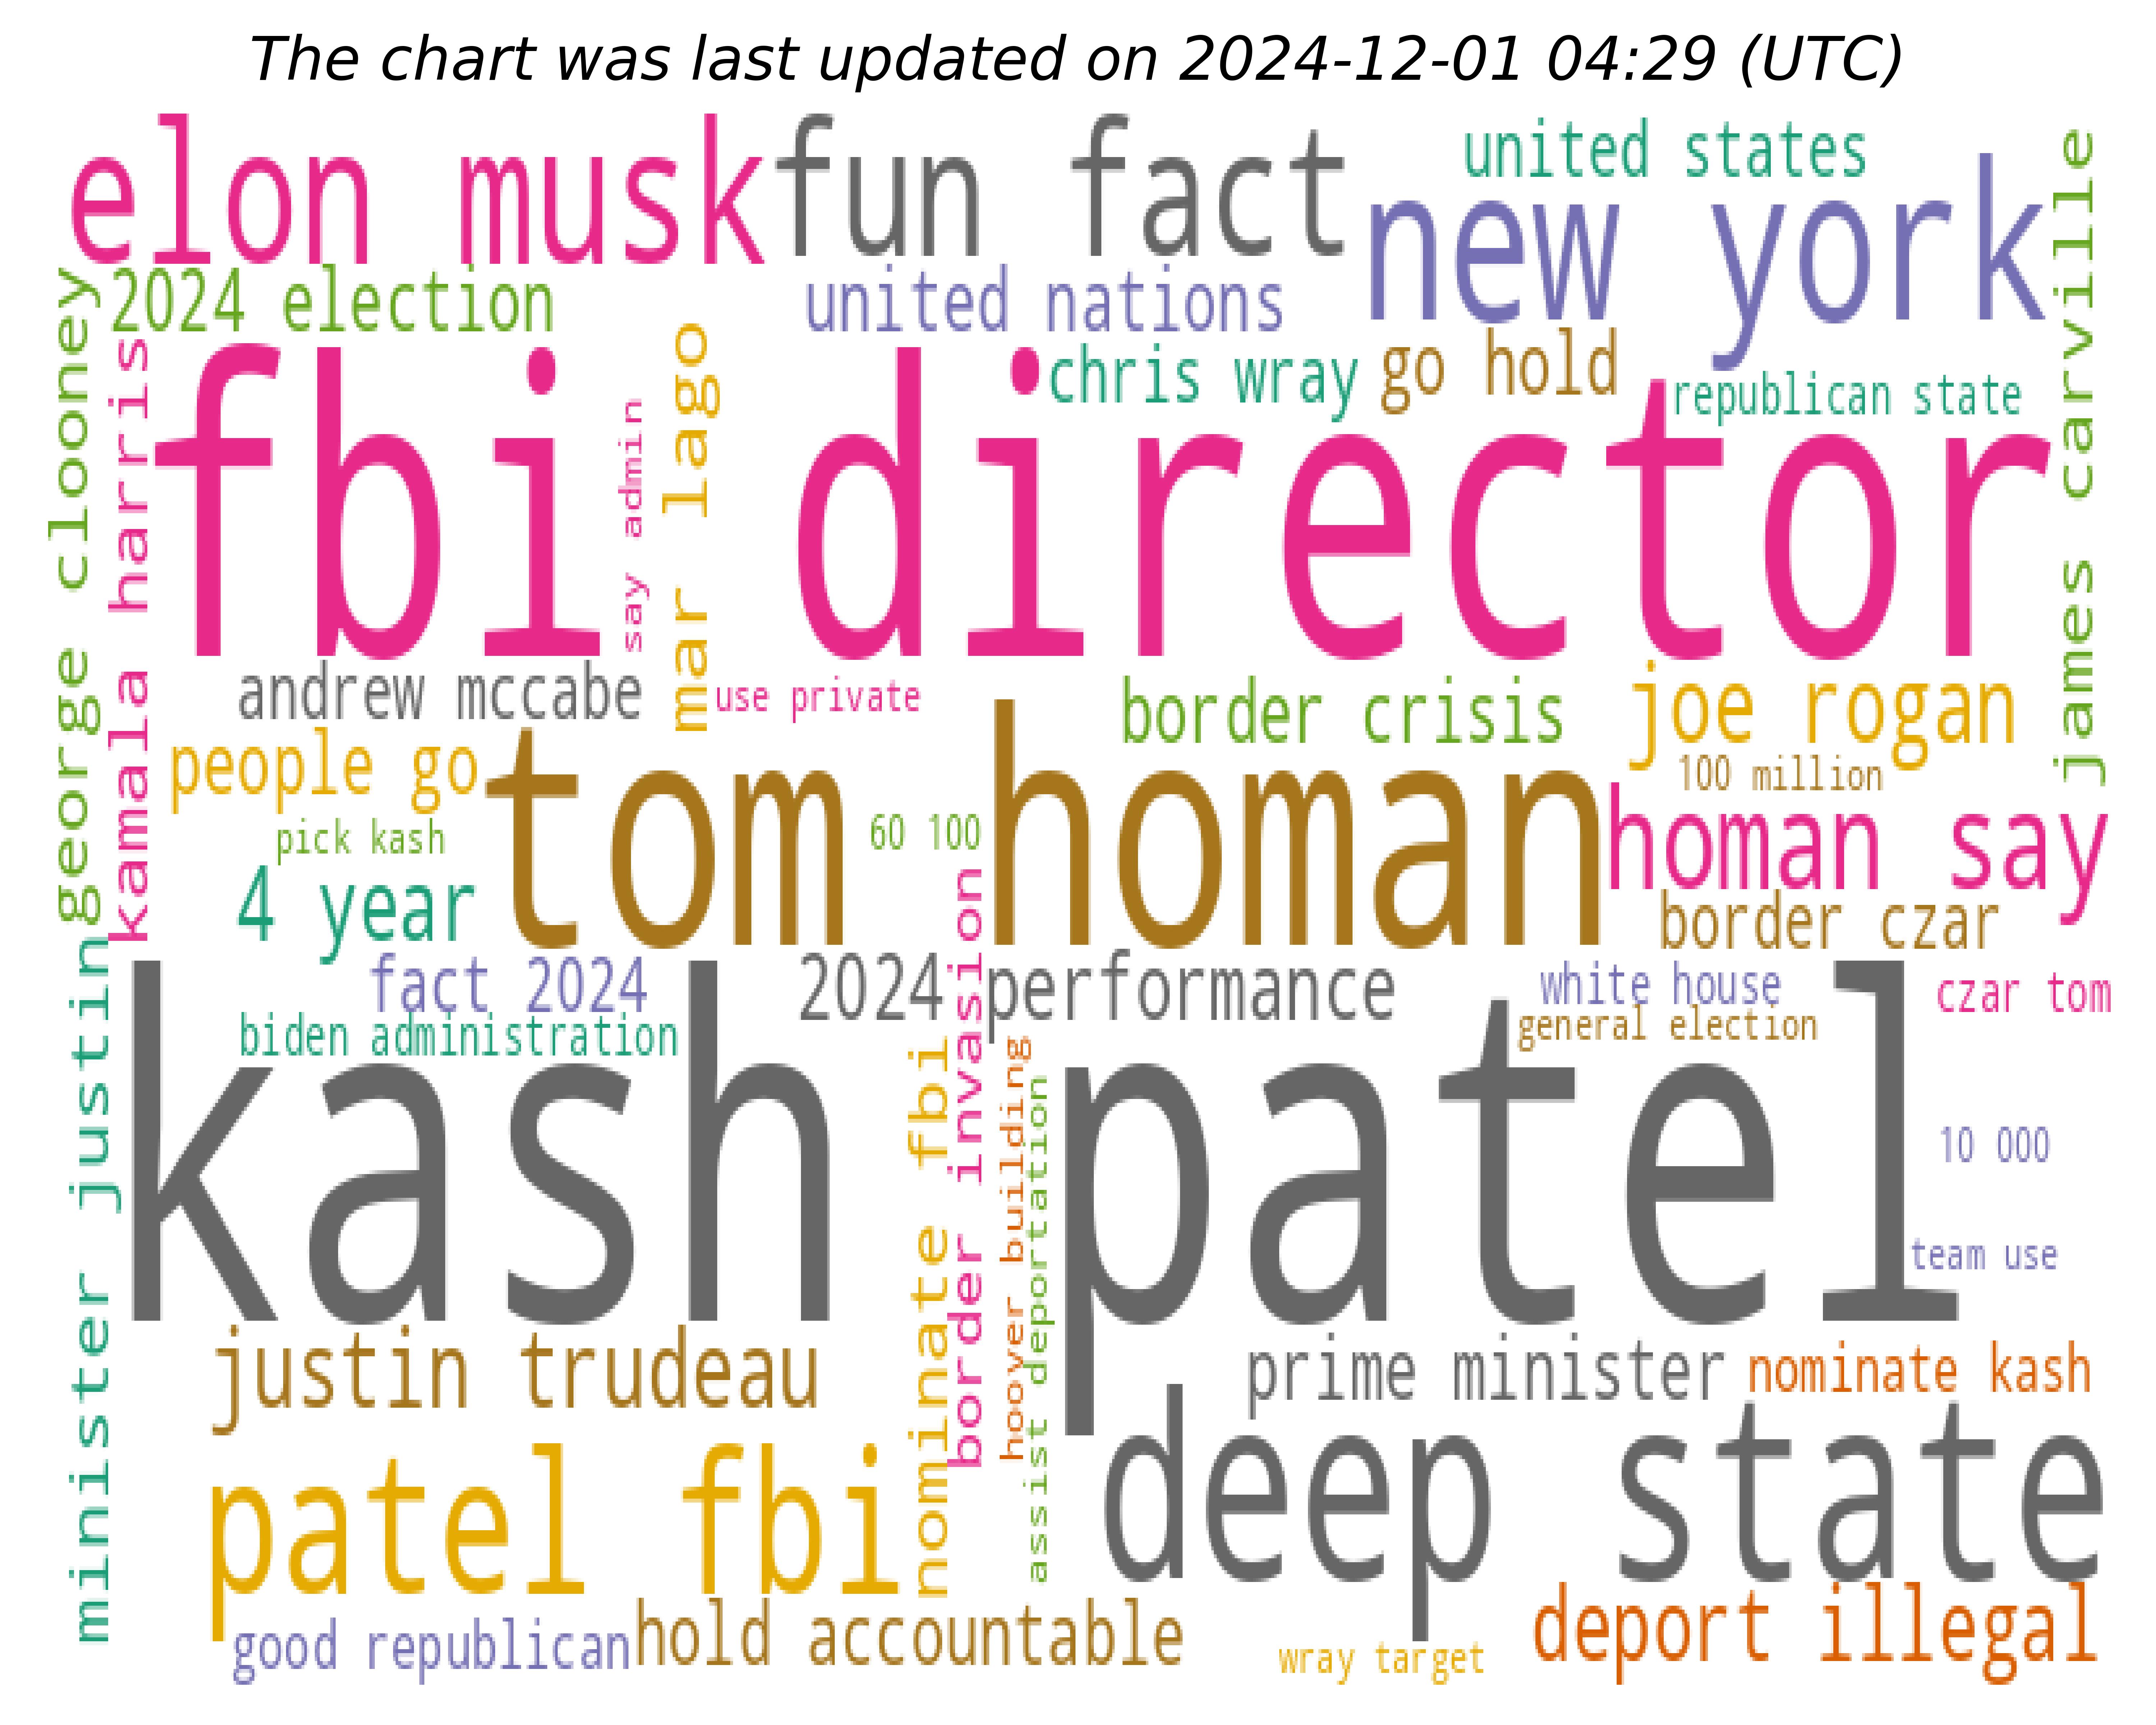 The chart was last updated on 2024-12-01 04:29 (UTC)
elon musk
fun fact
united states
new york
james carville
2024 election
united nations
george clooney
kamala harris
fbi director
say admin
mar lago
chris wray
go hold
republican state
andrew mccabe
use private
border crisis
joe rogan
people go
tom homan
100 million
homan say
pick kash
60 100
4 year
border czar
fact 2024
2024 performance
white house
czar tom
biden administration
general election
minister justin
kash patel
nominate fbi
border invasion
hoover building
assist deportation
10 000
team use
justin trudeau
prime minister
nominate kash
patel fbi
deep state
good republican
hold accountable
wray target
deport illegal